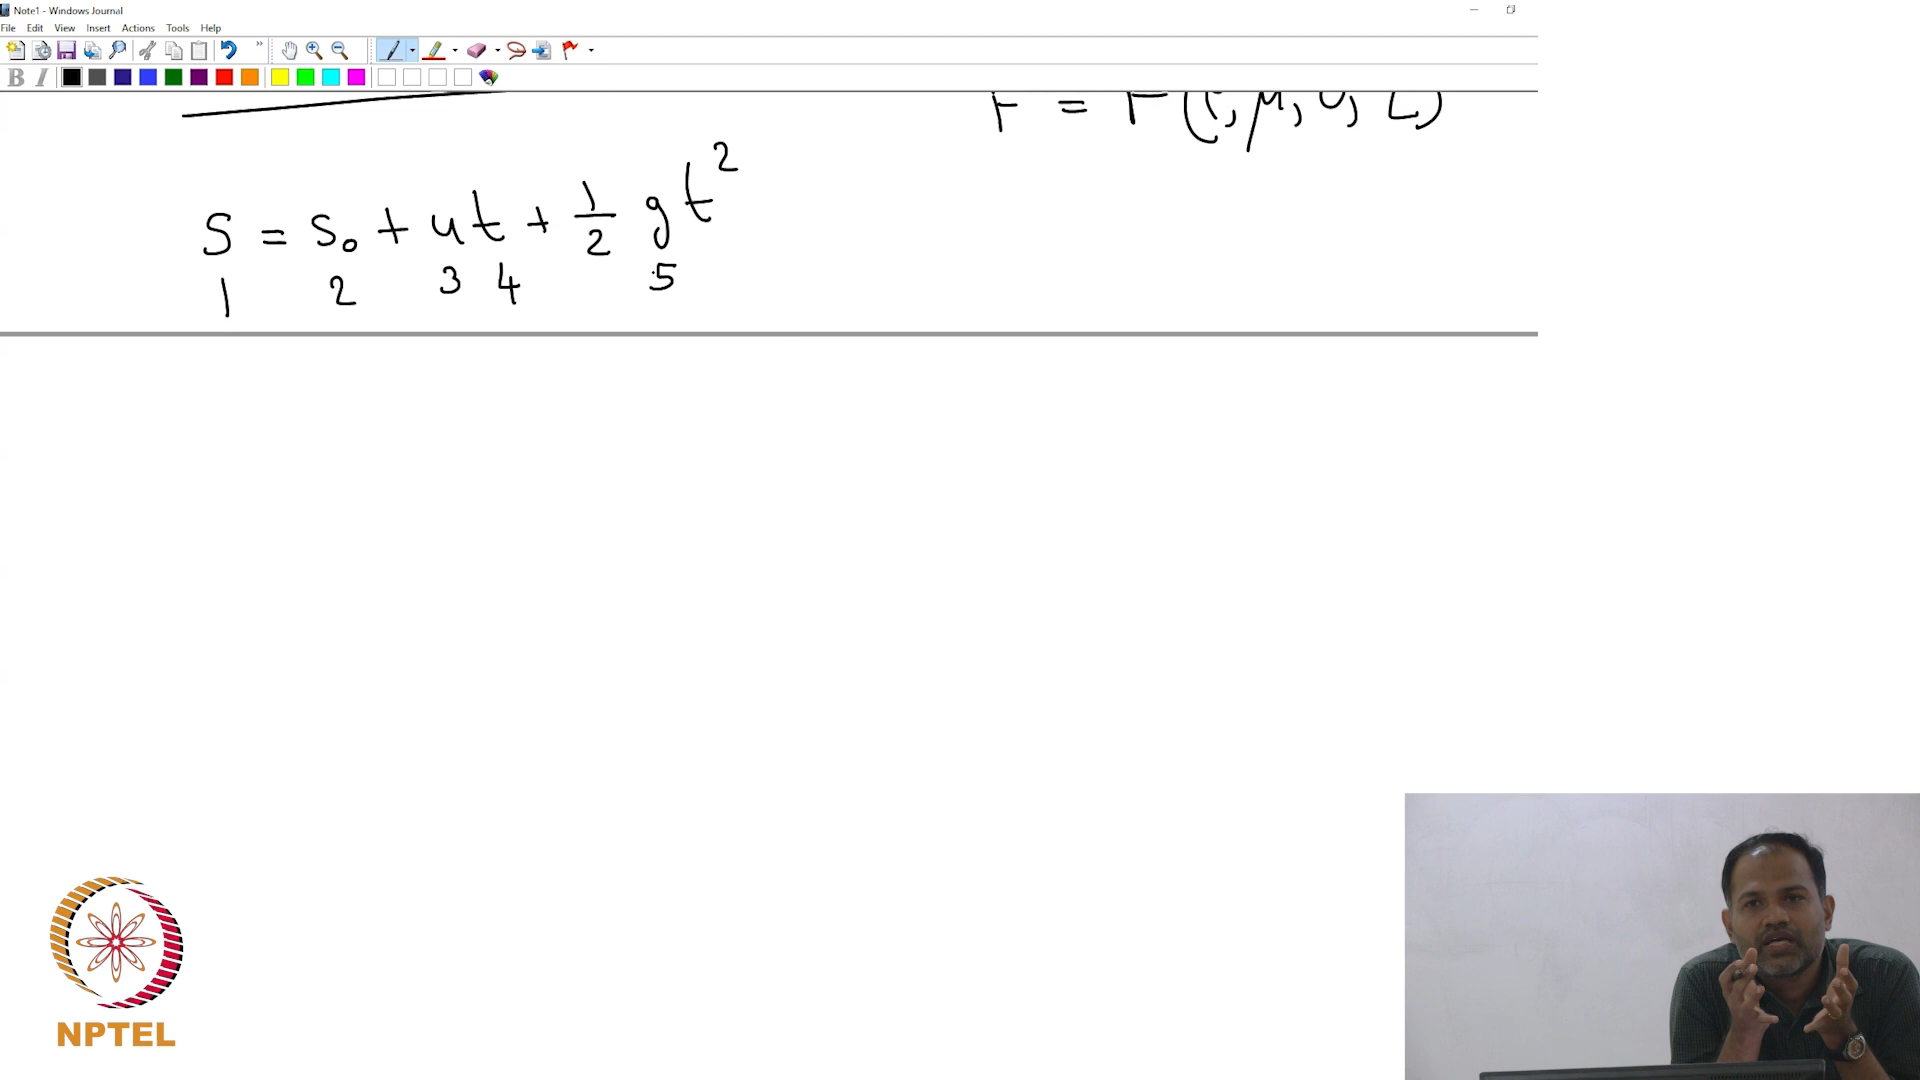 Note1 - Windows Journal
File Edit View Insert Actions Tools Help
B I
F = F(ρ, μ, U, L)
S = S₀ + ut + 1/2 gt²
1 2 3 4 5
NPTEL